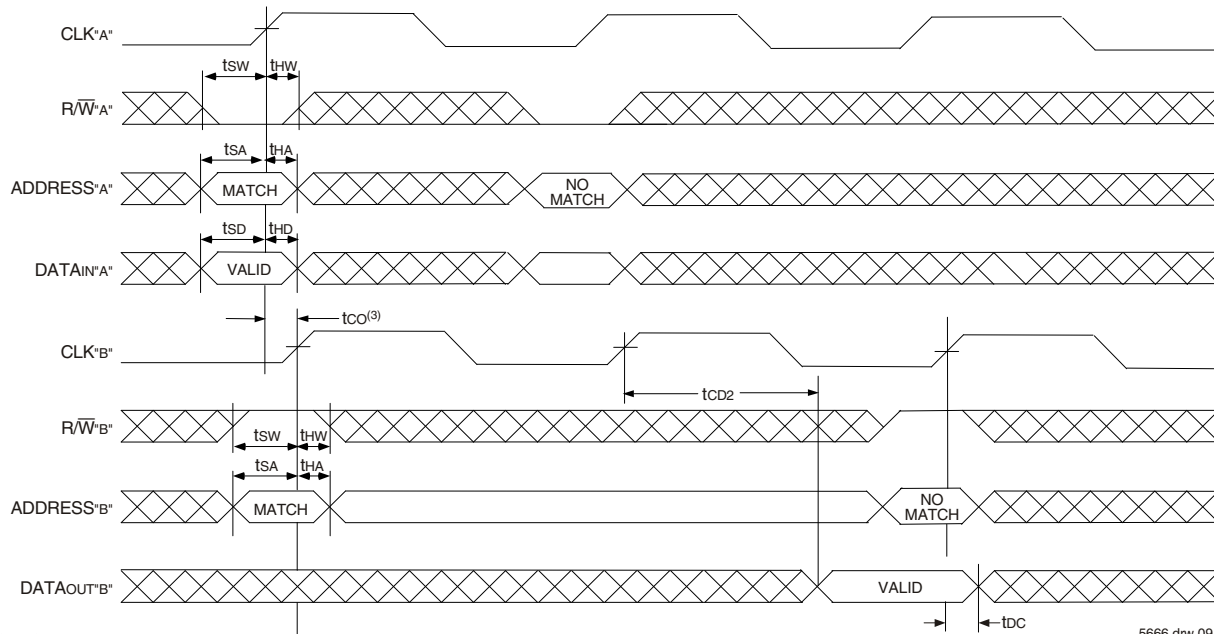 CLK"A"
tSW tHW
R/W̅"A"
tSA tHA
ADDRESS"A" MATCH NO MATCH
tSD tHD
DATAIN"A" VALID
tCO(3)
CLK"B"
tCD2
R/W̅"B"
tSW tHW
tSA tHA
ADDRESS"B" MATCH NO MATCH
DATAOUT"B" VALID
tDC
5666 drw 09